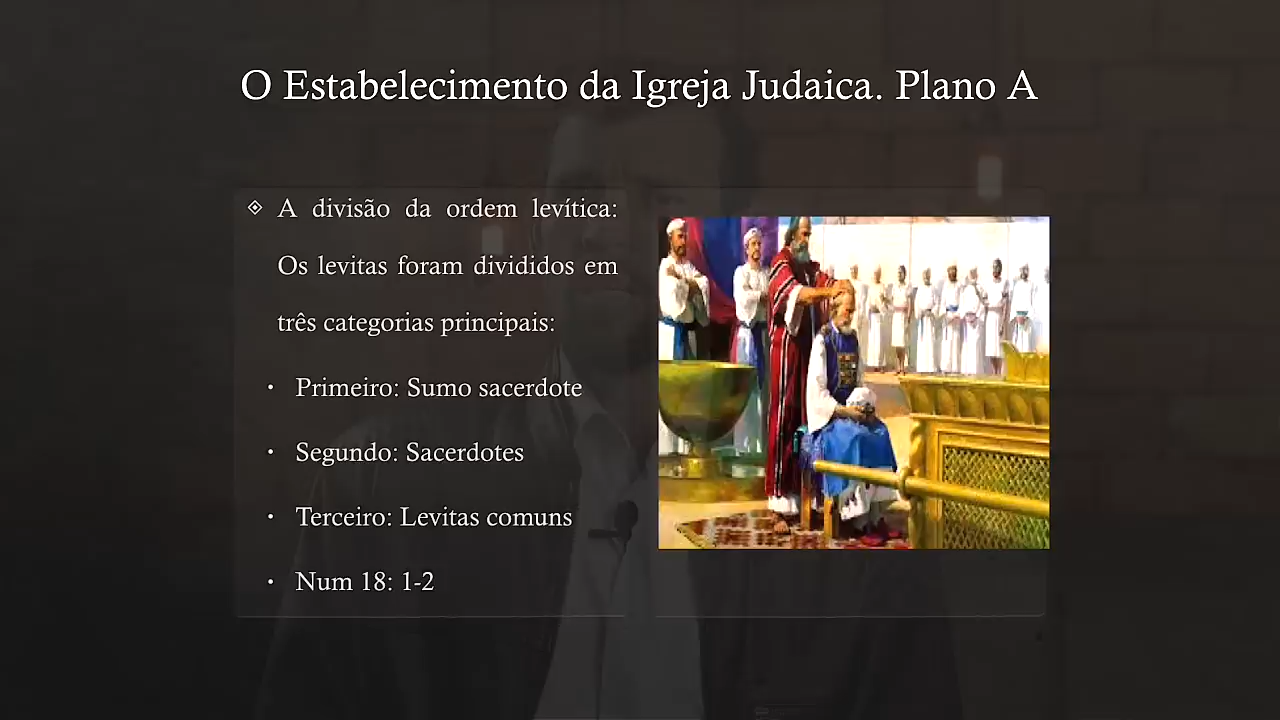 O Estabelecimento da Igreja Judaica. Plano A
A divisão da ordem levítica:
Os levitas foram divididos em
três categorias principais:
Primeiro: Sumo sacerdote
Segundo: Sacerdotes
Terceiro: Levitas comuns
Num 18: 1-2